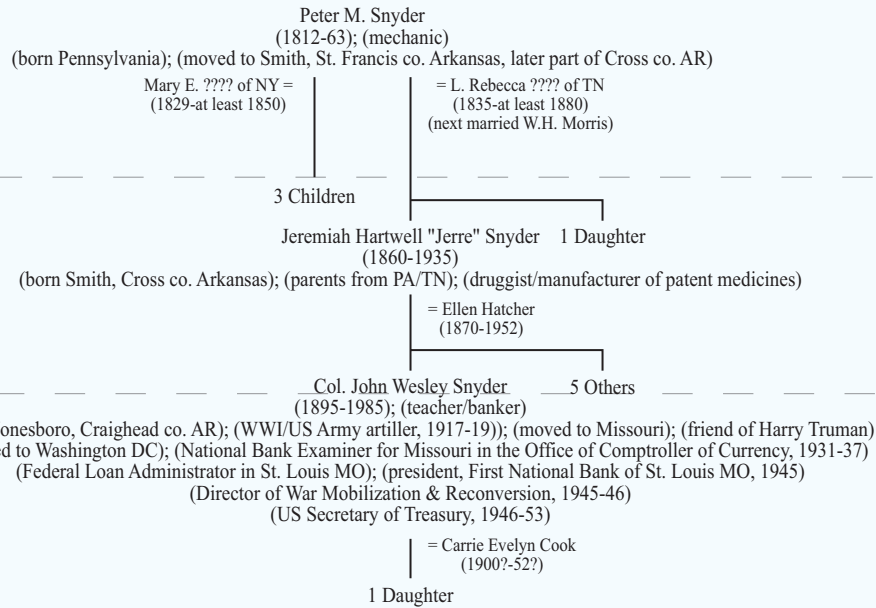 Peter M. Snyder
(1812-63); (mechanic)
(born Pennsylvania); (moved to Smith, St. Francis co. Arkansas, later part of Cross co. AR)
Mary E. ???? of NY =
(1829-at least 1850)
= L. Rebecca ???? of TN
(1835-at least 1880)
(next married W.H. Morris)
3 Children
Jeremiah Hartwell "Jerre" Snyder 1 Daughter
(1860-1935)
(born Smith, Cross co. Arkansas); (parents from PA/TN); (druggist/manufacturer of patent medicines)
= Ellen Hatcher
(1870-1952)
Col. John Wesley Snyder 5 Others
(1895-1985); (teacher/banker)
onesboro, Craighead co. AR); (WWI/US Army artiller, 1917-19)); (moved to Missouri); (friend of Harry Truman)
ed to Washington DC); (National Bank Examiner for Missouri in the Office of Comptroller of Currency, 1931-37)
(Federal Loan Administrator in St. Louis MO); (president, First National Bank of St. Louis MO, 1945)
(Director of War Mobilization & Reconversion, 1945-46)
(US Secretary of Treasury, 1946-53)
= Carrie Evelyn Cook
(1900?-52?)
1 Daughter